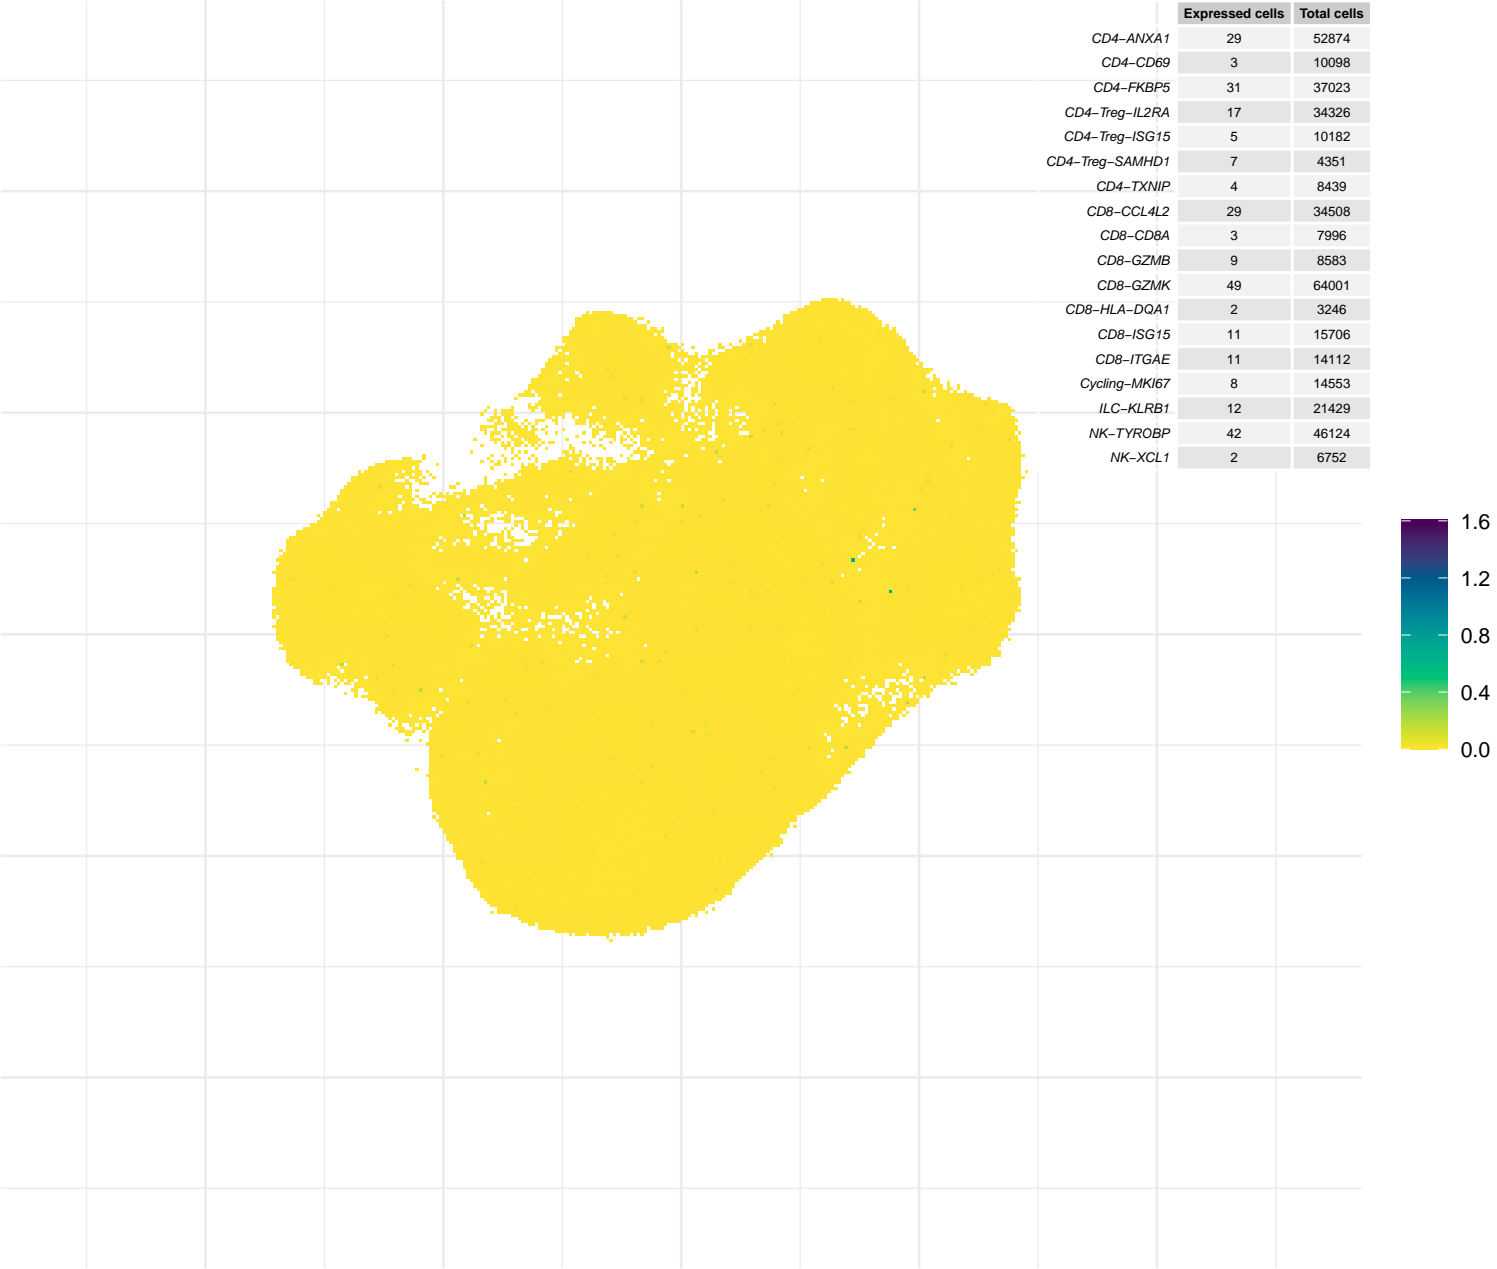 Expressed cells Total cells
CD4−ANXA1 29 52874
CD4−CD69 3 10098
CD4−FKBP5 31 37023
CD4−Treg−IL2RA 17 34326
CD4−Treg−ISG15 5 10182
CD4−Treg−SAMHD1 7 4351
CD4−TXNIP 4 8439
CD8−CCL4L2 29 34508
CD8−CD8A 3 7996
CD8−GZMB 9 8583
CD8−GZMK 49 64001
CD8−HLA−DQA1 2 3246
CD8−ISG15 11 15706
CD8−ITGAE 11 14112
Cycling−MKI67 8 14553
ILC−KLRB1 12 21429
NK−TYROBP 42 46124
NK−XCL1 2 6752
1.6
1.2
0.8
0.4
0.0